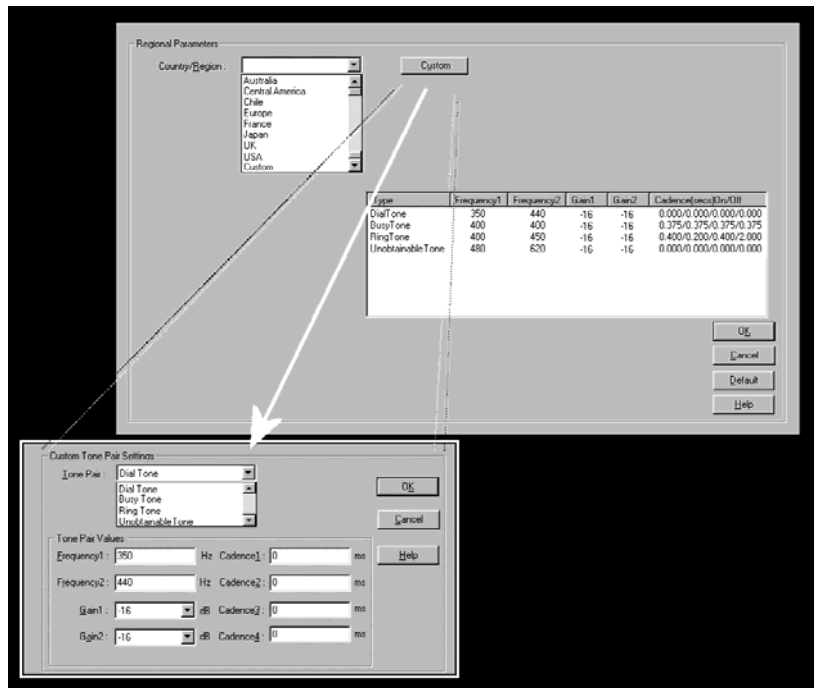 Regional Parameters
Country/Region :
Custom
Australia
Central America
Chile
Europe
France
Japan
UK
USA
Custom
Type Frequency1 Frequency2 Gain1 Gain2 Cadence(secs)On/Off
DialTone 350 440 -16 -16 0.000/0.000/0.000/0.000
BusyTone 400 400 -16 -16 0.375/0.375/0.375/0.375
RingTone 400 450 -16 -16 0.400/0.200/0.400/2.000
UnobtainableTone 480 620 -16 -16 0.000/0.000/0.000/0.000
OK
Cancel
Default
Help
Custom Tone Pair Settings
Tone Pair : Dial Tone
Dial Tone
Busy Tone
Ring Tone
Unobtainable Tone
OK
Cancel
Help
Tone Pair Values
Frequency1 : 350 Hz Cadence1 : 0 ms
Frequency2 : 440 Hz Cadence2 : 0 ms
Gain1 : -16 dB Cadence3 : 0 ms
Gain2 : -16 dB Cadence4 : 0 ms